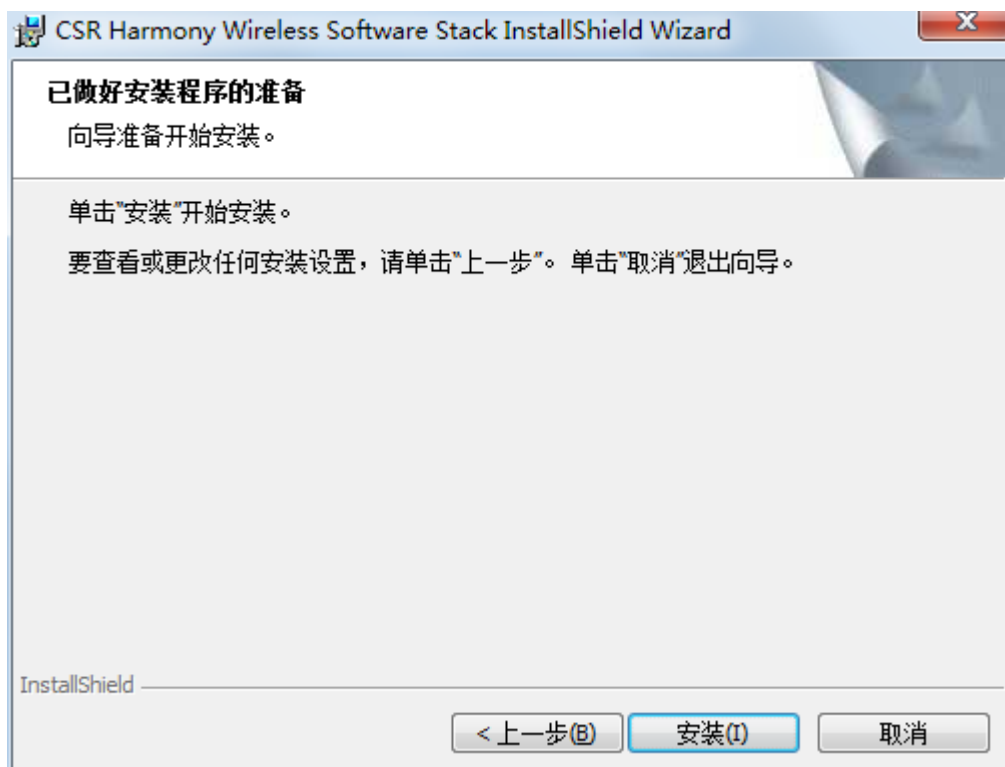 CSR Harmony Wireless Software Stack InstallShield Wizard
已做好安装程序的准备
向导准备开始安装。
单击"安装"开始安装。
要查看或更改任何安装设置，请单击"上一步"。 单击"取消"退出向导。
InstallShield
<上一步(B) 安装(I) 取消